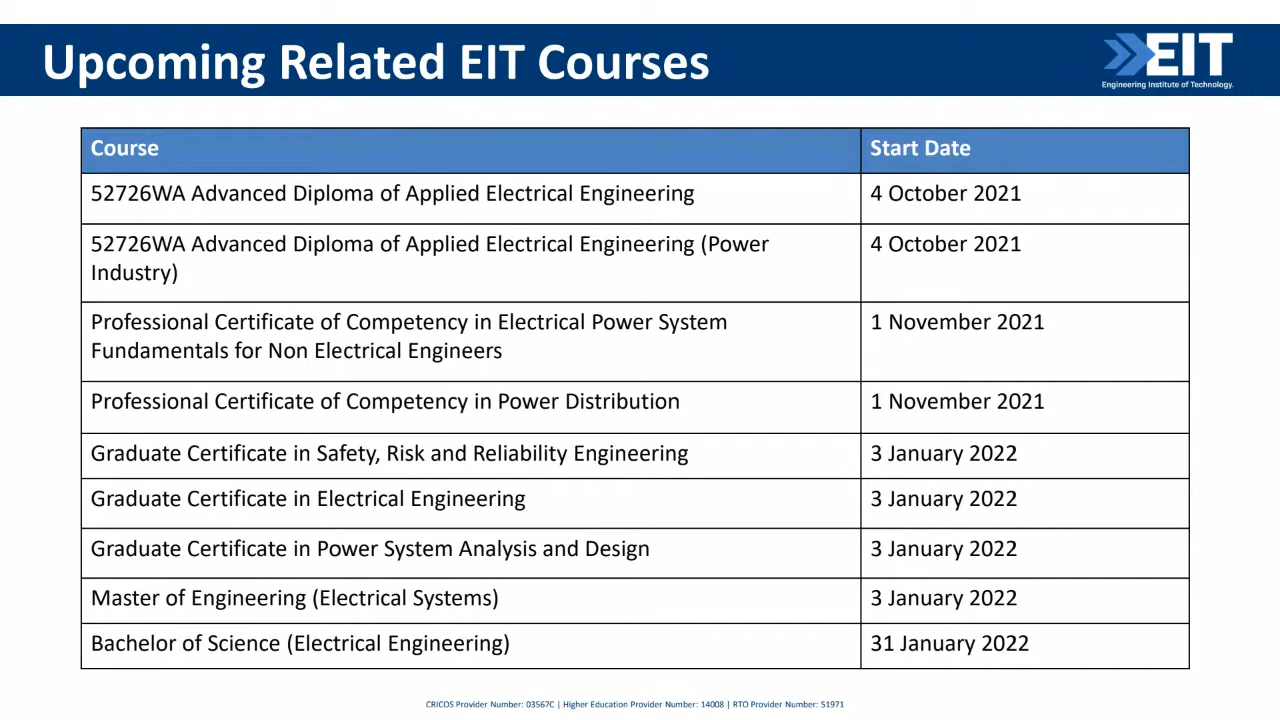 Upcoming Related EIT Courses
EIT
Engineering Institute of Technology.
Course
Start Date
52726WA Advanced Diploma of Applied Electrical Engineering
4 October 2021
52726WA Advanced Diploma of Applied Electrical Engineering (Power
Industry)
4 October 2021
Professional Certificate of Competency in Electrical Power System
Fundamentals for Non Electrical Engineers
1 November 2021
Professional Certificate of Competency in Power Distribution
1 November 2021
Graduate Certificate in Safety, Risk and Reliability Engineering
3 January 2022
Graduate Certificate in Electrical Engineering
3 January 2022
Graduate Certificate in Power System Analysis and Design
3 January 2022
Master of Engineering (Electrical Systems)
3 January 2022
Bachelor of Science (Electrical Engineering)
31 January 2022
CRICOS Provider Number: 03567C | Higher Education Provider Number: 14008 | RTO Provider Number: 51971